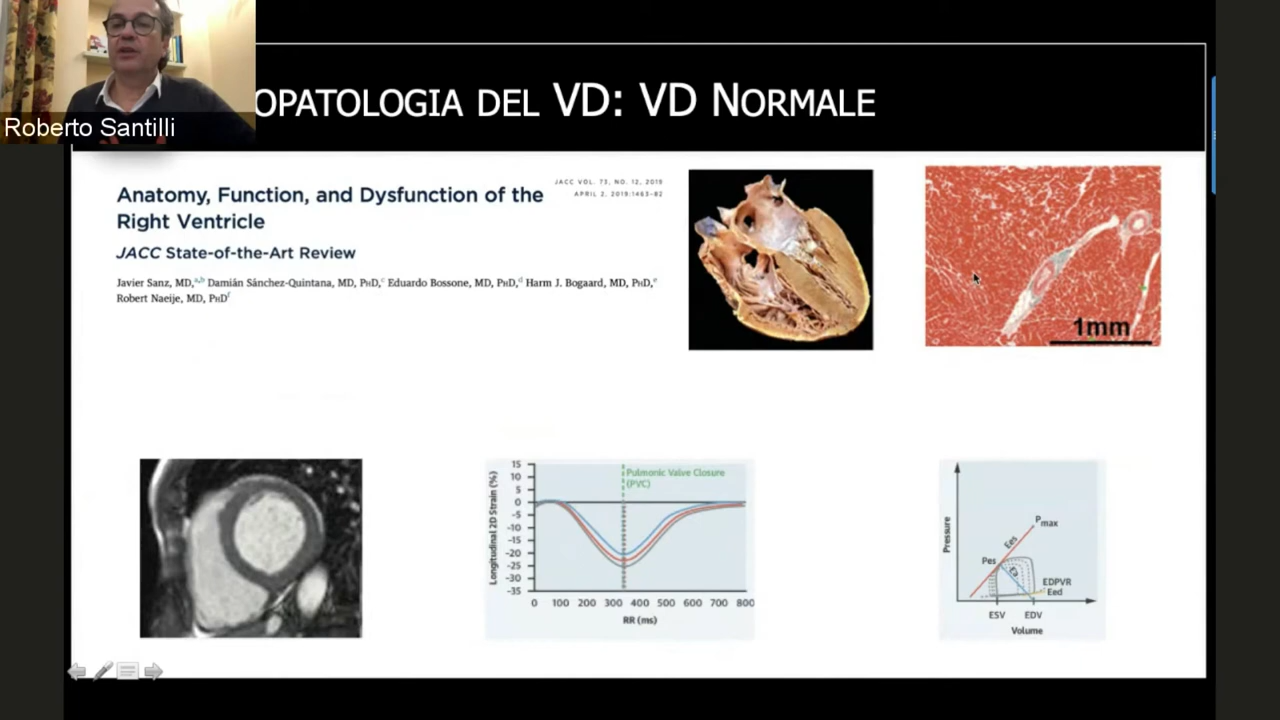 OPATOLOGIA DEL VD: VD NORMALE
Roberto Santilli
JACC VOL. 73, NO. 12, 2019
APRIL 2, 2019:1463–82
Anatomy, Function, and Dysfunction of the
Right Ventricle
JACC State-of-the-Art Review
Javier Sanz, MD,a,b Damián Sánchez-Quintana, MD, PHD,c Eduardo Bossone, MD, PHD,d Harm J. Bogaard, MD, PHD,e
Robert Naeije, MD, PHDf
1mm
Longitudinal 2D Strain (%)
15
10
5
0
-5
-10
-15
-20
-25
-30
-35
Pulmonic Valve Closure
(PVC)
0 100 200 300 400 500 600 700 800
RR (ms)
Pressure
Pmax
Ees
Pes
Ea
EDPVR
Eed
ESV EDV
Volume